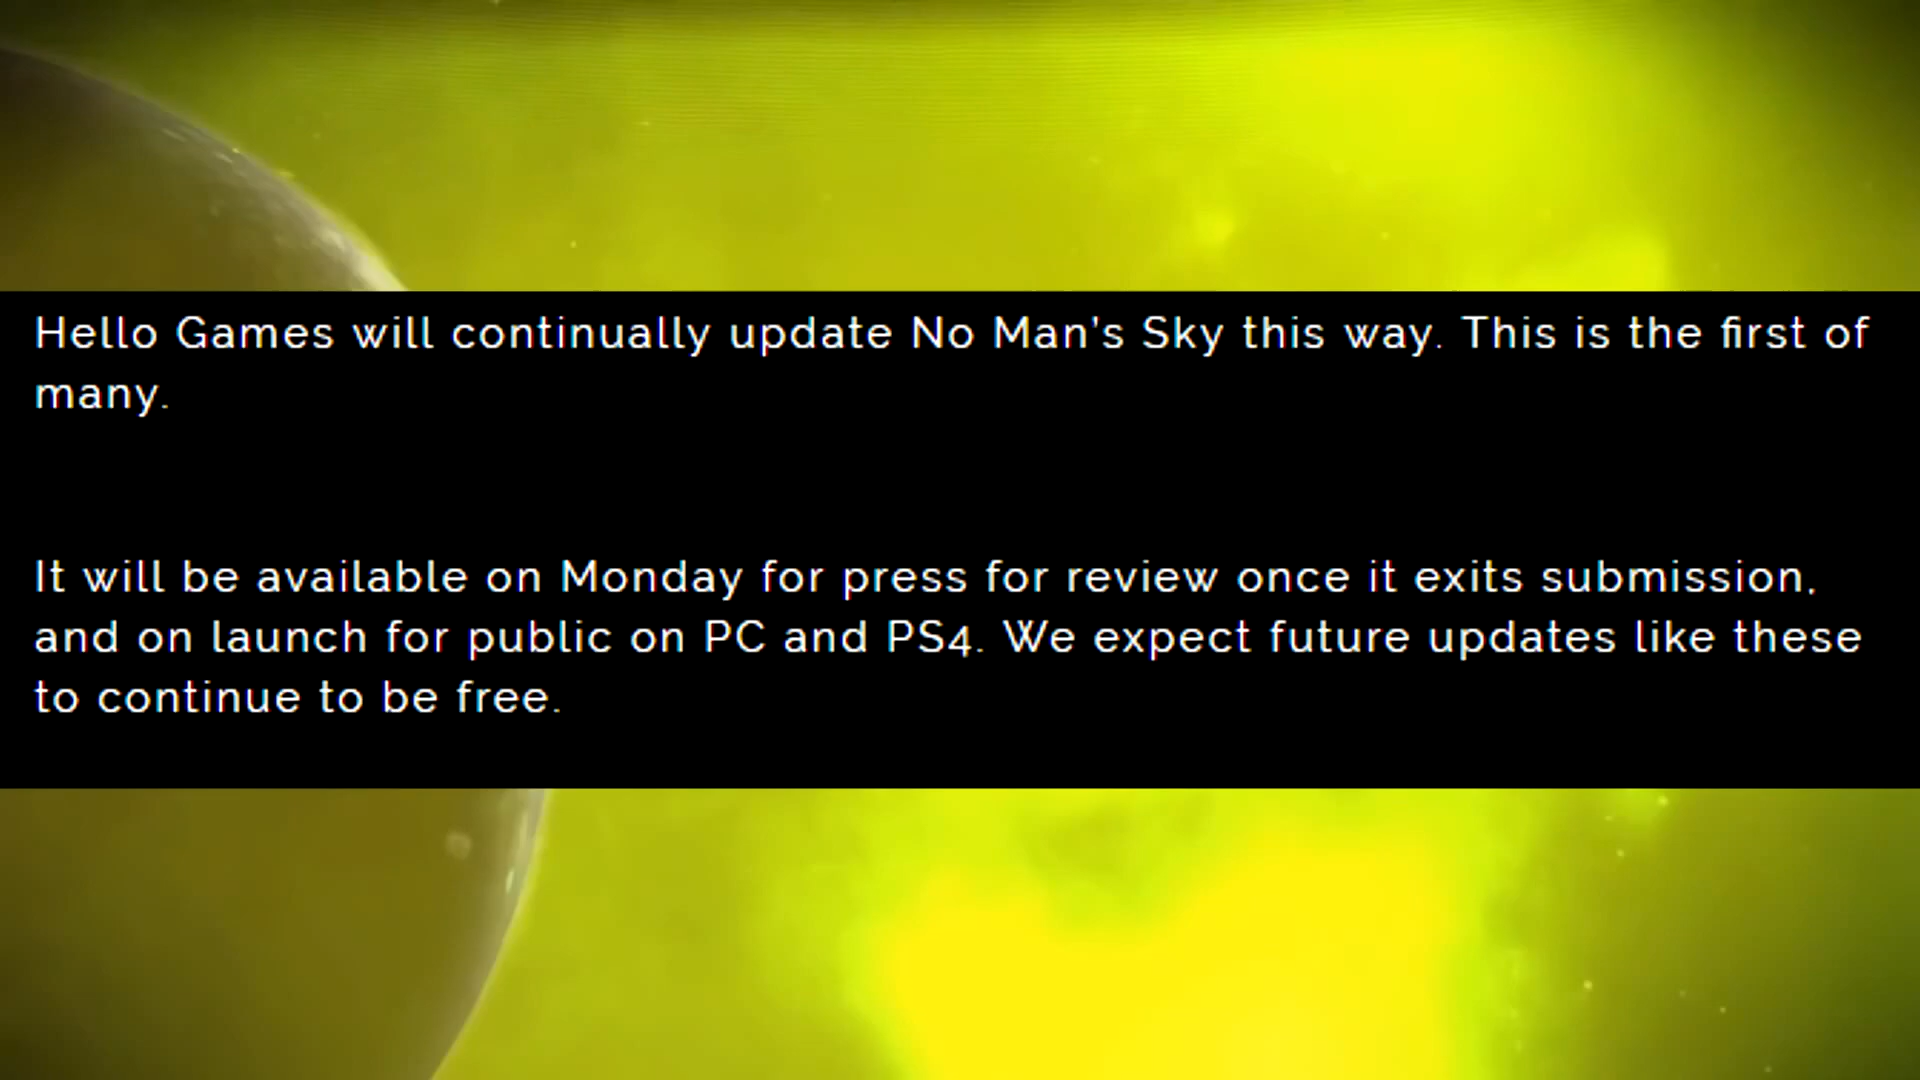 Hello Games will continually update No Man's Sky this way. This is the first of
many.
It will be available on Monday for press for review once it exits submission,
and on launch for public on PC and PS4. We expect future updates like these
to continue to be free.